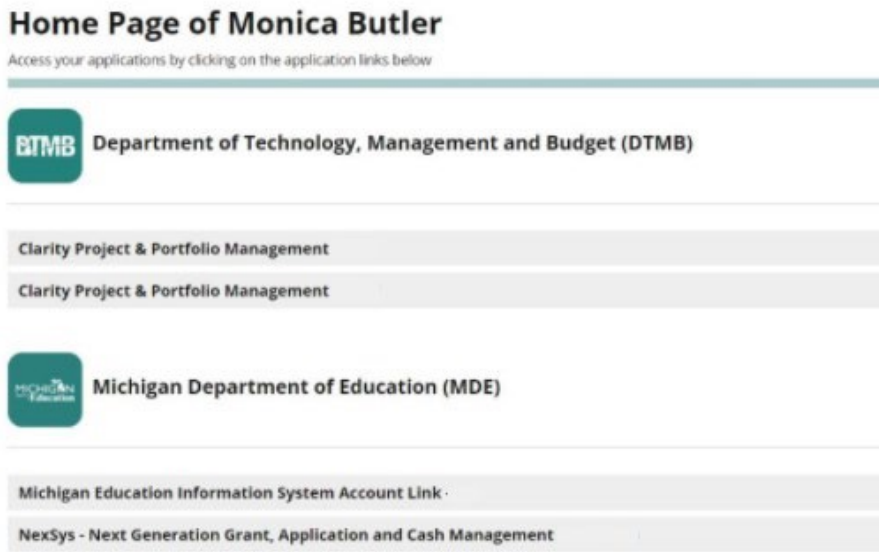 Home Page of Monica Butler
Access your applications by clicking on the application links below
DTMB
Department of Technology, Management and Budget (DTMB)
Clarity Project & Portfolio Management
Clarity Project & Portfolio Management
MICHIGAN
Education
Michigan Department of Education (MDE)
Michigan Education Information System Account Link
NexSys - Next Generation Grant, Application and Cash Management